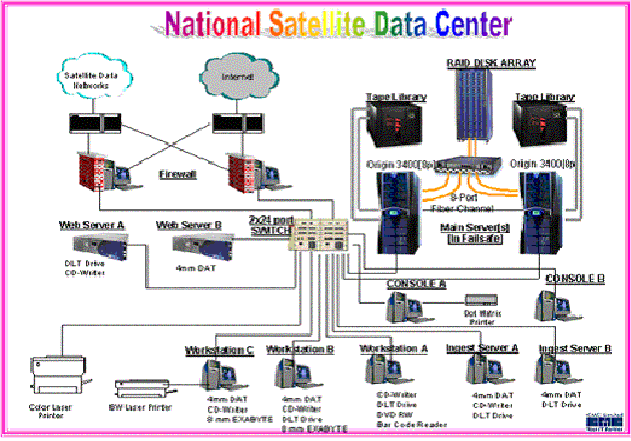 National Satellite Data Center
Satellite Data
Networks
Internet
RAID DISK ARRAY
Tape Library
Tape Library
Origin 3400[8p]
Origin 3400[8p]
Firewall
8-Port
Fiber Channel
Main Server[s]
[In Failsafe]
Web Server A
Web Server B
2x24 port
SWITCH
DLT Drive
CD-Writer
4mm DAT
CONSOLE A
CONSOLE B
Dot Matrix
Printer
Workstation C
Workstation B
Workstation A
Ingest Server A
Ingest Server B
Color Laser
Printer
BW Laser Printer
4mm DAT
CD-Writer
8 mm EXABYTE
4mm DAT
CD-Writer
DLT Drive
8 mm EXABYTE
CD-Writer
DLT Drive
DVD RW
Bar Code Reader
4mm DAT
CD-Writer
DLT Drive
4mm DAT
DLT Drive